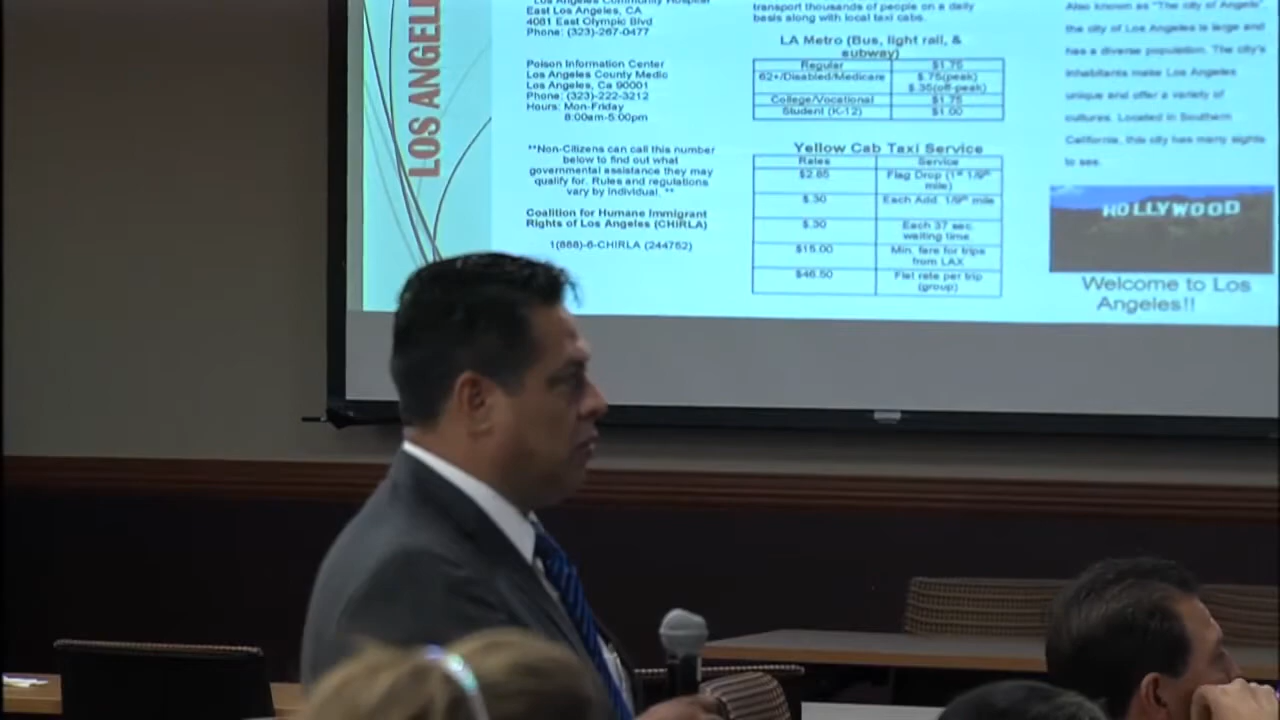 LOS ANGEL
Los Angeles Community Hospital
East Los Angeles, CA
4081 East Olympic Blvd
Phone: (323)-267-0477
Poison Information Center
Los Angeles County Medic
Los Angeles, Ca 90001
Phone: (323)-222-3212
Hours: Mon-Friday
8:00am-5:00pm
**Non-Citizens can call this number
below to find out what
governmental assistance they may
qualify for. Rules and regulations
vary by individual. **
Coalition for Humane Immigrant
Rights of Los Angeles (CHIRLA)
1(888)-6-CHIRLA (244752)
transport thousands of people on a daily
basis along with local taxi cabs.
LA Metro (Bus, light rail, &
subway)
Regular $1.75
62+/Disabled/Medicare $.75(peak)
$.35(off-peak)
College/Vocational $1.75
Student (K-12) $1.00
Yellow Cab Taxi Service
Rates Service
$2.85 Flag Drop (1st 1/9th
mile)
$.30 Each Add. 1/9th mile
$.30 Each 37 sec.
waiting time
$15.00 Min. fare for trips
from LAX
$46.50 Flat rate per trip
(group)
Also known as "The city of Angels",
the city of Los Angeles is large and
has a diverse population. The city's
inhabitants make Los Angeles
unique and offer a variety of
cultures. Located in Southern
California, this city has many sights
to see.
HOLLYWOOD
Welcome to Los
Angeles!!